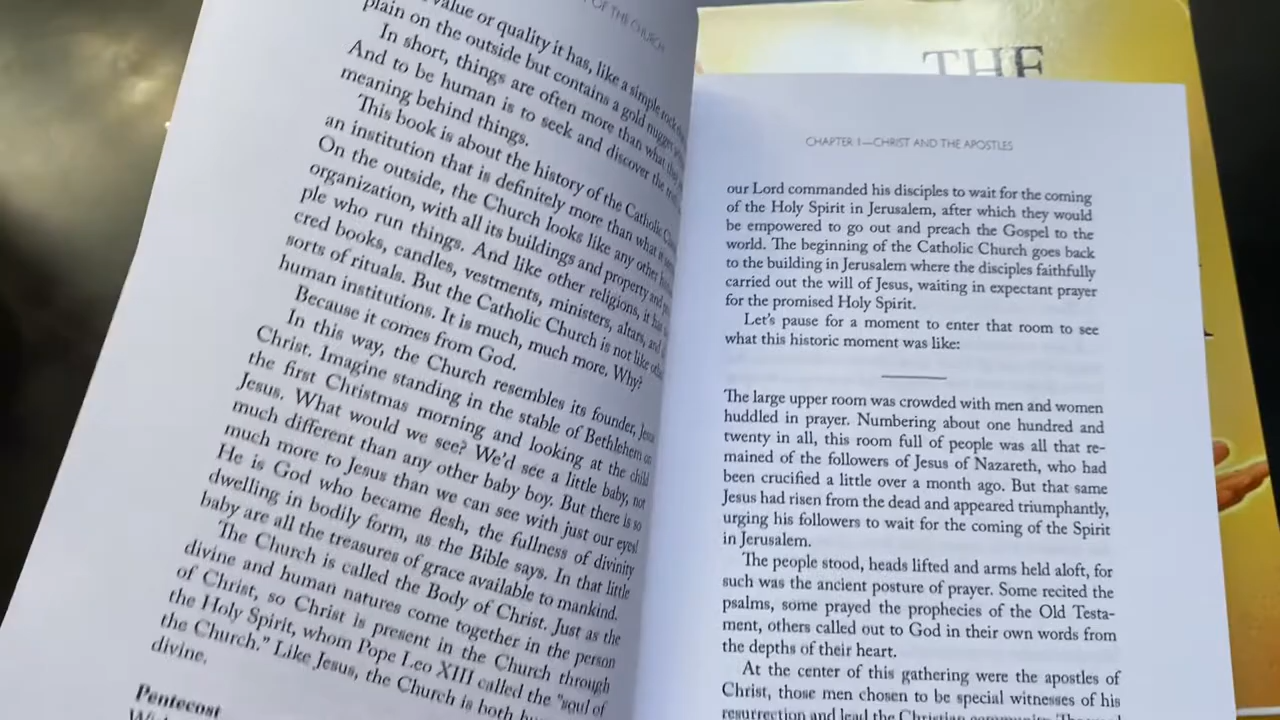 OF THE CHURCH
value or quality it has, like a simple rock
plain on the outside but contains a gold nugget
In short, things are often more than what they
And to be human is to seek and discover the
meaning behind things.
This book is about the history of the Catholic
an institution that is definitely more than what it
On the outside, the Church looks like any other
organization, with all its buildings and property and
ple who run things. And like other religions, it has
cred books, candles, vestments, ministers, altars, and
sorts of rituals. But the Catholic Church is not like
human institutions. It is much, much more. Why?
Because it comes from God.
In this way, the Church resembles its founder, Jesus
Christ. Imagine standing in the stable of Bethlehem on
the first Christmas morning and looking at the child
Jesus. What would we see? We'd see a little baby, not
much different than any other baby boy. But there is so
much more to Jesus than we can see with just our eyes!
He is God who became flesh, the fullness of divinity
dwelling in bodily form, as the Bible says. In that little
baby are all the treasures of grace available to mankind.
The Church is called the Body of Christ. Just as the
divine and human natures come together in the person
of Christ, so Christ is present in the Church through
the Holy Spirit, whom Pope Leo XIII called the "soul of
the Church." Like Jesus, the Church is both
divine.
Pentecost
THE
CHAPTER 1—CHRIST AND THE APOSTLES
our Lord commanded his disciples to wait for the coming
of the Holy Spirit in Jerusalem, after which they would
be empowered to go out and preach the Gospel to the
world. The beginning of the Catholic Church goes back
to the building in Jerusalem where the disciples faithfully
carried out the will of Jesus, waiting in expectant prayer
for the promised Holy Spirit.
Let's pause for a moment to enter that room to see
what this historic moment was like:
The large upper room was crowded with men and women
huddled in prayer. Numbering about one hundred and
twenty in all, this room full of people was all that re-
mained of the followers of Jesus of Nazareth, who had
been crucified a little over a month ago. But that same
Jesus had risen from the dead and appeared triumphantly,
urging his followers to wait for the coming of the Spirit
in Jerusalem.
The people stood, heads lifted and arms held aloft, for
such was the ancient posture of prayer. Some recited the
psalms, some prayed the prophecies of the Old Testa-
ment, others called out to God in their own words from
the depths of their heart.
At the center of this gathering were the apostles of
Christ, those men chosen to be special witnesses of his
resurrection and lead the Christian community.